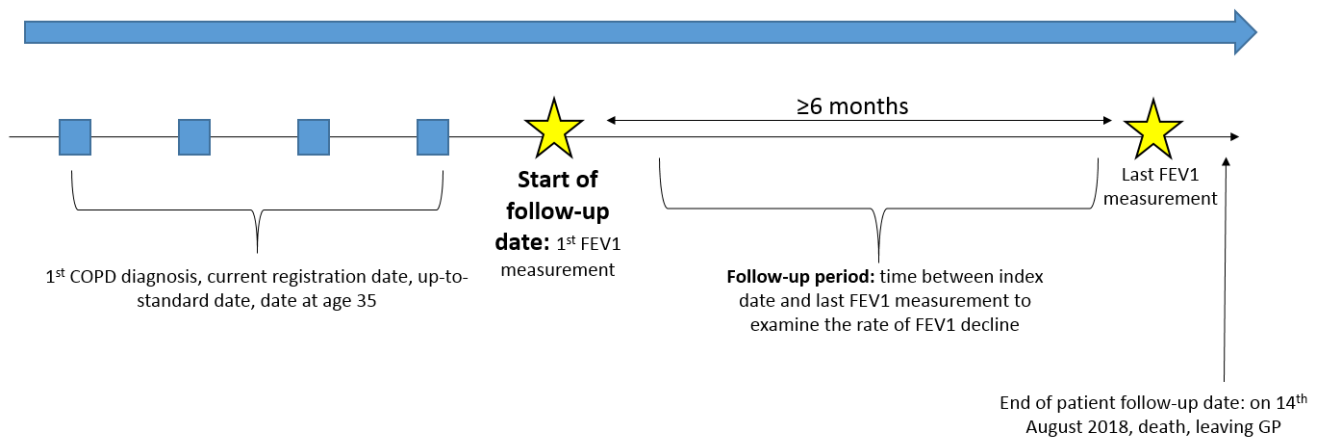 ≥6 months
Start of
follow-up
date: 1st FEV1
measurement
Last FEV1
measurement
1st COPD diagnosis, current registration date, up-to-
standard date, date at age 35
Follow-up period: time between index
date and last FEV1 measurement to
examine the rate of FEV1 decline
End of patient follow-up date: on 14th
August 2018, death, leaving GP